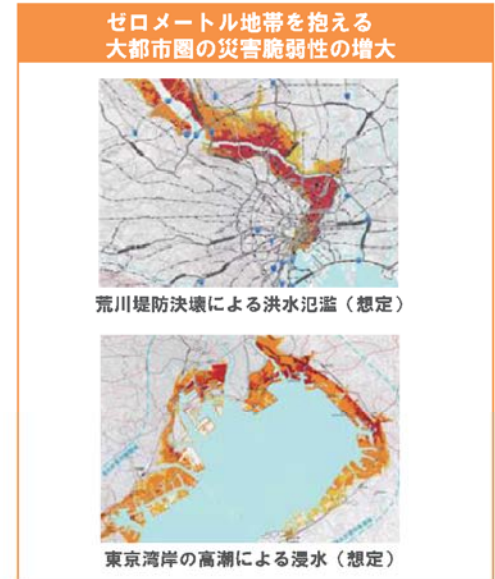 ゼロメートル地帯を抱える
大都市圏の災害脆弱性の増大
荒川堤防決壊による洪水氾濫（想定）
東京湾岸の高潮による浸水（想定）